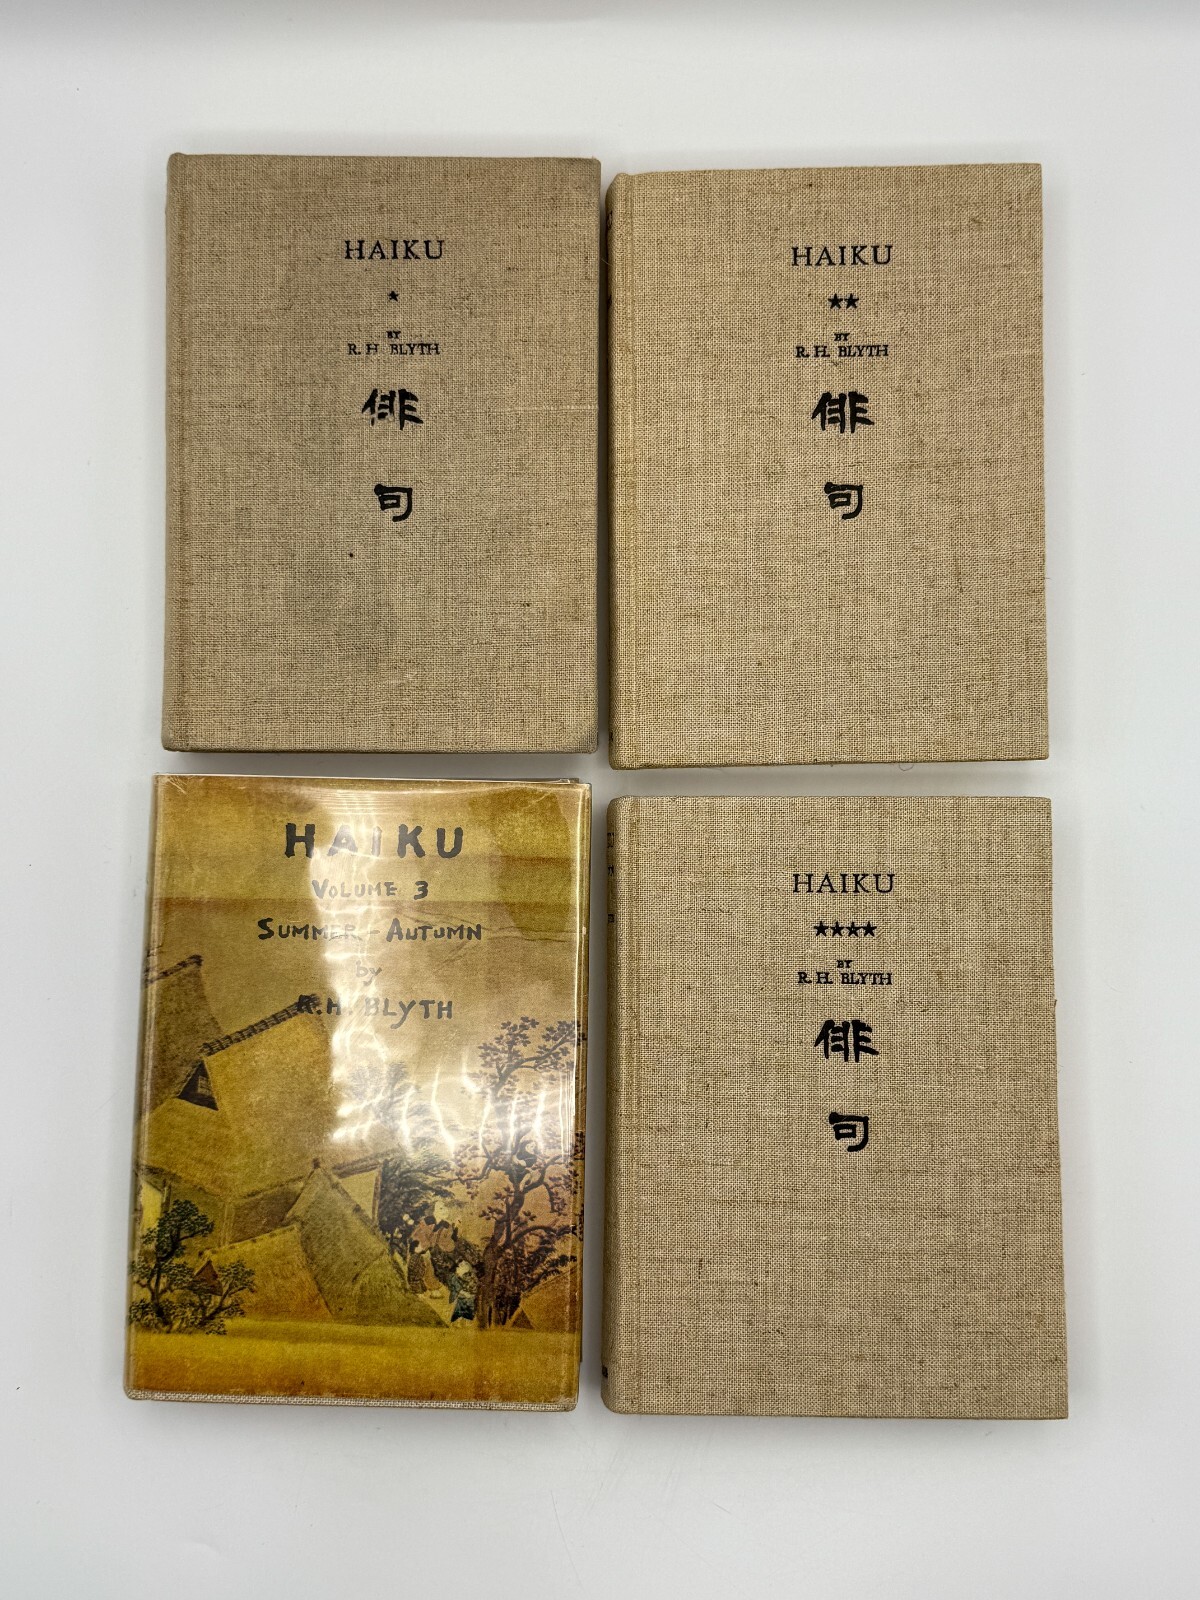 HAIKU
★
BY
R. H. BLYTH
俳
句
HAIKU
★★
BY
R. H. BLYTH
俳
句
HAIKU
VOLUME 3
SUMMER-AUTUMN
by
R.H. BLYTH
HAIKU
★★★★
BY
R. H. BLYTH
俳
句